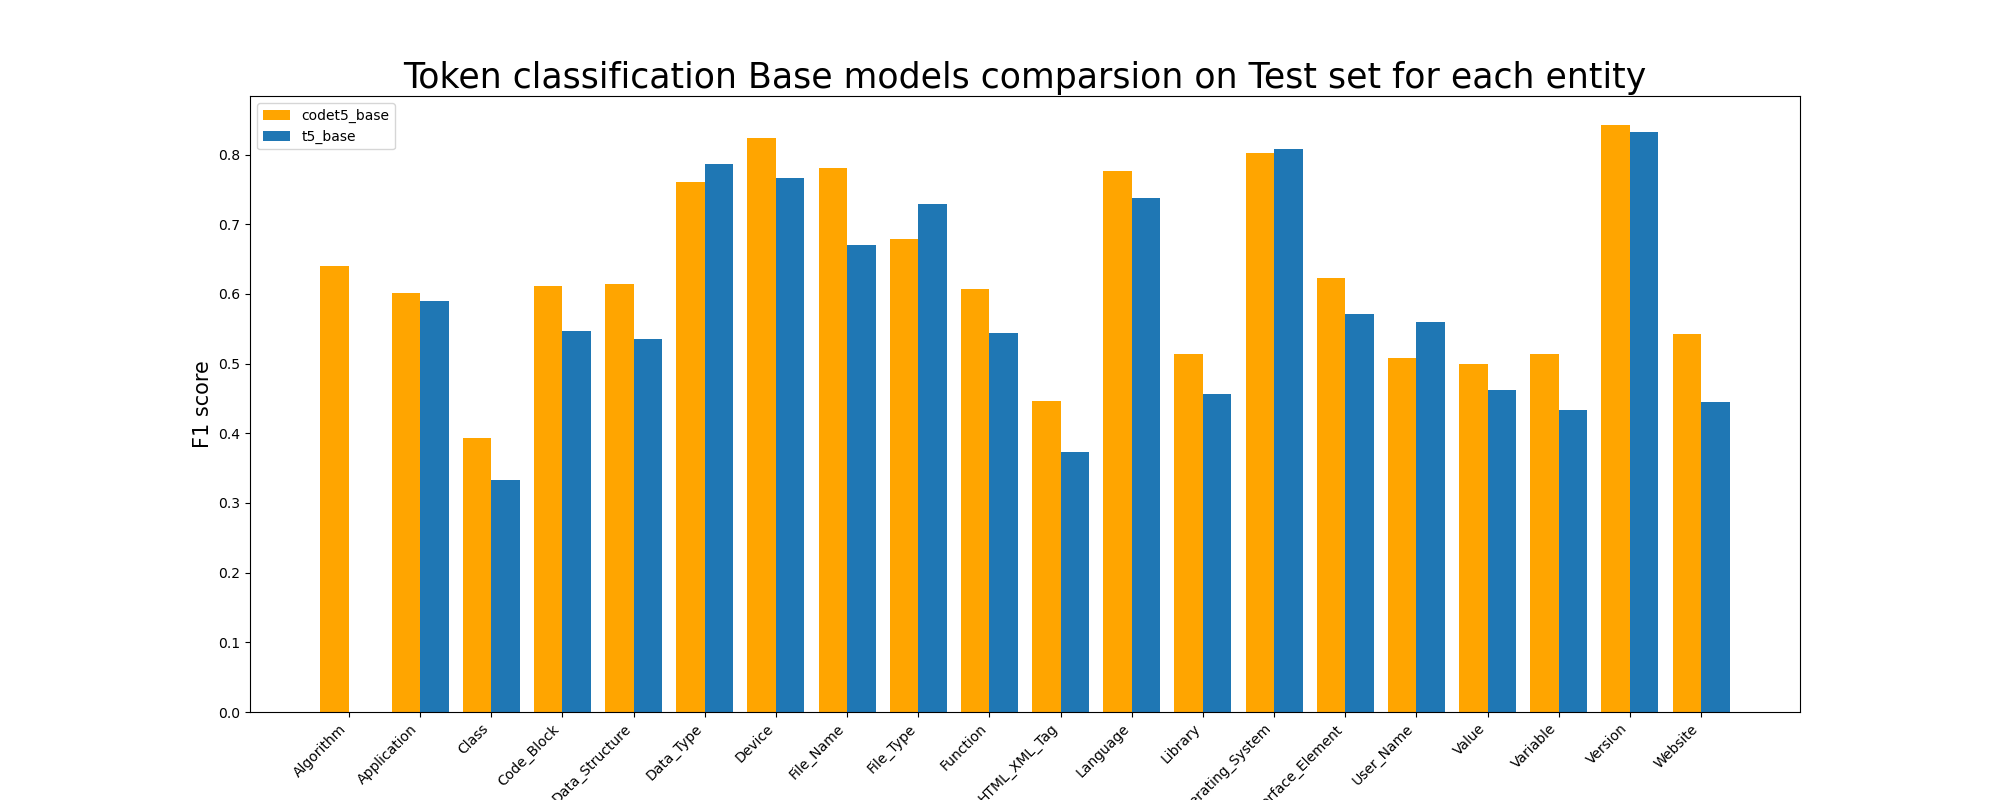 Token classification Base models comparsion on Test set for each entity
codet5_base
t5_base
F1 score
0.8
0.7
0.6
0.5
0.4
0.3
0.2
0.1
0.0
Algorithm
Application
Class
Code_Block
Data_Structure
Data_Type
Device
File_Name
File_Type
Function
HTML_XML_Tag
Language
Library
erating_System
erface_Element
User_Name
Value
Variable
Version
Website